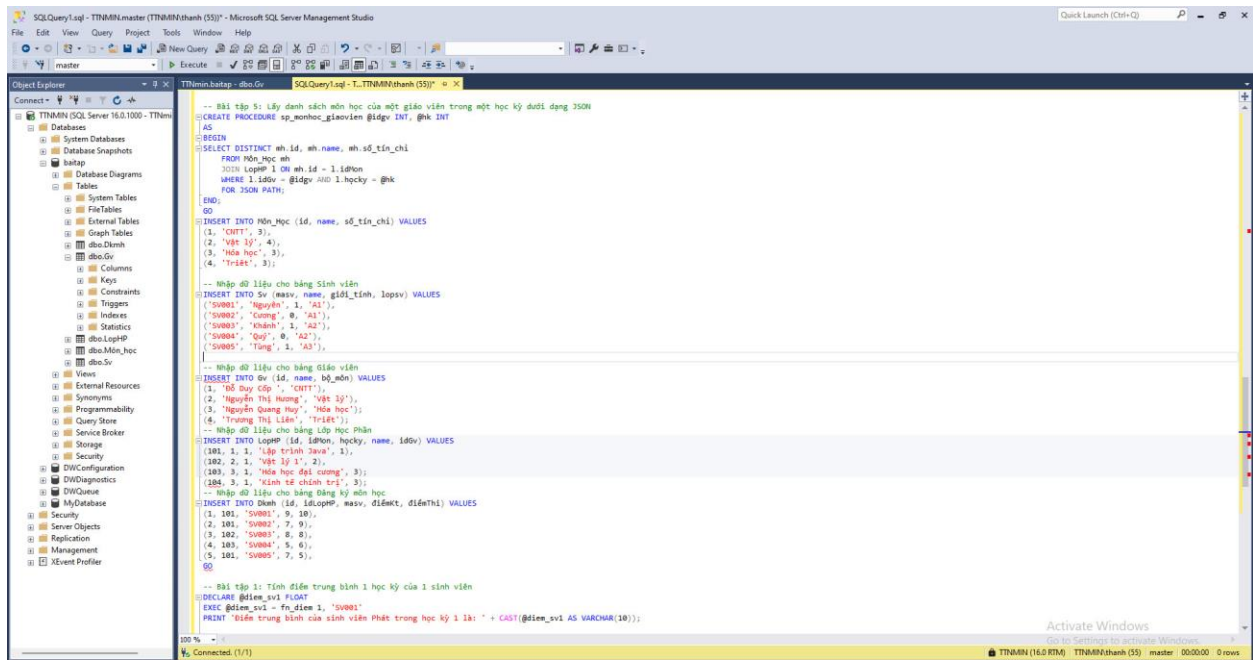 SQLQuery1.sql - TTNMIN.master (TTNMIN\thanh (55))* - Microsoft SQL Server Management Studio
Quick Launch (Ctrl+Q)
File Edit View Query Project Tools Window Help
New Query
master
Execute
Object Explorer
TTNmin.baitap - dbo.Gv
SQLQuery1.sql - T...TTNMIN\thanh (55))*
Connect
TTNMIN (SQL Server 16.0.1000 - TTNmi
Databases
System Databases
Database Snapshots
baitap
Database Diagrams
Tables
System Tables
FileTables
External Tables
Graph Tables
dbo.Dkmh
dbo.Gv
Columns
Keys
Constraints
Triggers
Indexes
Statistics
dbo.LopHP
dbo.Môn_học
dbo.Sv
Views
External Resources
Synonyms
Programmability
Query Store
Service Broker
Storage
Security
DWConfiguration
DWDiagnostics
DWQueue
MyDatabase
Security
Server Objects
Replication
Management
XEvent Profiler
-- Bài tập 5: Lấy danh sách môn học của một giáo viên trong một học kỳ dưới dạng JSON
CREATE PROCEDURE sp_monhoc_giaovien @idgv INT, @hk INT
AS
BEGIN
SELECT DISTINCT mh.id, mh.name, mh.số_tín_chỉ
FROM Môn_Học mh
JOIN LopHP l ON mh.id = l.idMon
WHERE l.idGv = @idgv AND l.họcky = @hk
FOR JSON PATH;
END;
GO
INSERT INTO Môn_Học (id, name, số_tín_chỉ) VALUES
(1, 'CNTT', 3),
(2, 'Vật lý', 4),
(3, 'Hóa học', 3),
(4, 'Triết', 3);
-- Nhập dữ liệu cho bảng Sinh viên
INSERT INTO Sv (masv, name, giới_tính, lopsv) VALUES
('SV001', 'Nguyên', 1, 'A1'),
('SV002', 'Cương', 0, 'A1'),
('SV003', 'Khánh', 1, 'A2'),
('SV004', 'Quý', 0, 'A2'),
('SV005', 'Tùng', 1, 'A3'),
-- Nhập dữ liệu cho bảng Giáo viên
INSERT INTO Gv (id, name, bộ_môn) VALUES
(1, 'Đỗ Duy Cốp ', 'CNTT'),
(2, 'Nguyễn Thị Hương', 'Vật lý'),
(3, 'Nguyễn Quang Huy', 'Hóa học');
(4, 'Trương Thị Liên', 'Triết');
-- Nhập dữ liệu cho bảng Lớp Học Phần
INSERT INTO LopHP (id, idMon, họcky, name, idGv) VALUES
(101, 1, 1, 'Lập trình Java', 1),
(102, 2, 1, 'Vật lý 1', 2),
(103, 3, 1, 'Hóa học đại cương', 3);
(104, 3, 1, 'Kinh tế chính trị', 3);
-- Nhập dữ liệu cho bảng Đăng ký môn học
INSERT INTO Dkmh (id, idLopHP, masv, điểmKt, điểmThi) VALUES
(1, 101, 'SV001', 9, 10),
(2, 101, 'SV002', 7, 9),
(3, 102, 'SV003', 8, 8),
(4, 103, 'SV004', 5, 6),
(5, 101, 'SV005', 7, 5),
GO
-- Bài tập 1: Tính điểm trung bình 1 học kỳ của 1 sinh viên
DECLARE @diem_sv1 FLOAT
EXEC @diem_sv1 = fn_diem 1, 'SV001'
PRINT 'Điểm trung bình của sinh viên Phát trong học kỳ 1 là: ' + CAST(@diem_sv1 AS VARCHAR(10));
100 %
Activate Windows
Go to Settings to activate Windows.
Connected. (1/1)
TTNMIN (16.0 RTM) TTNMIN\thanh (55) master 00:00:00 0 rows